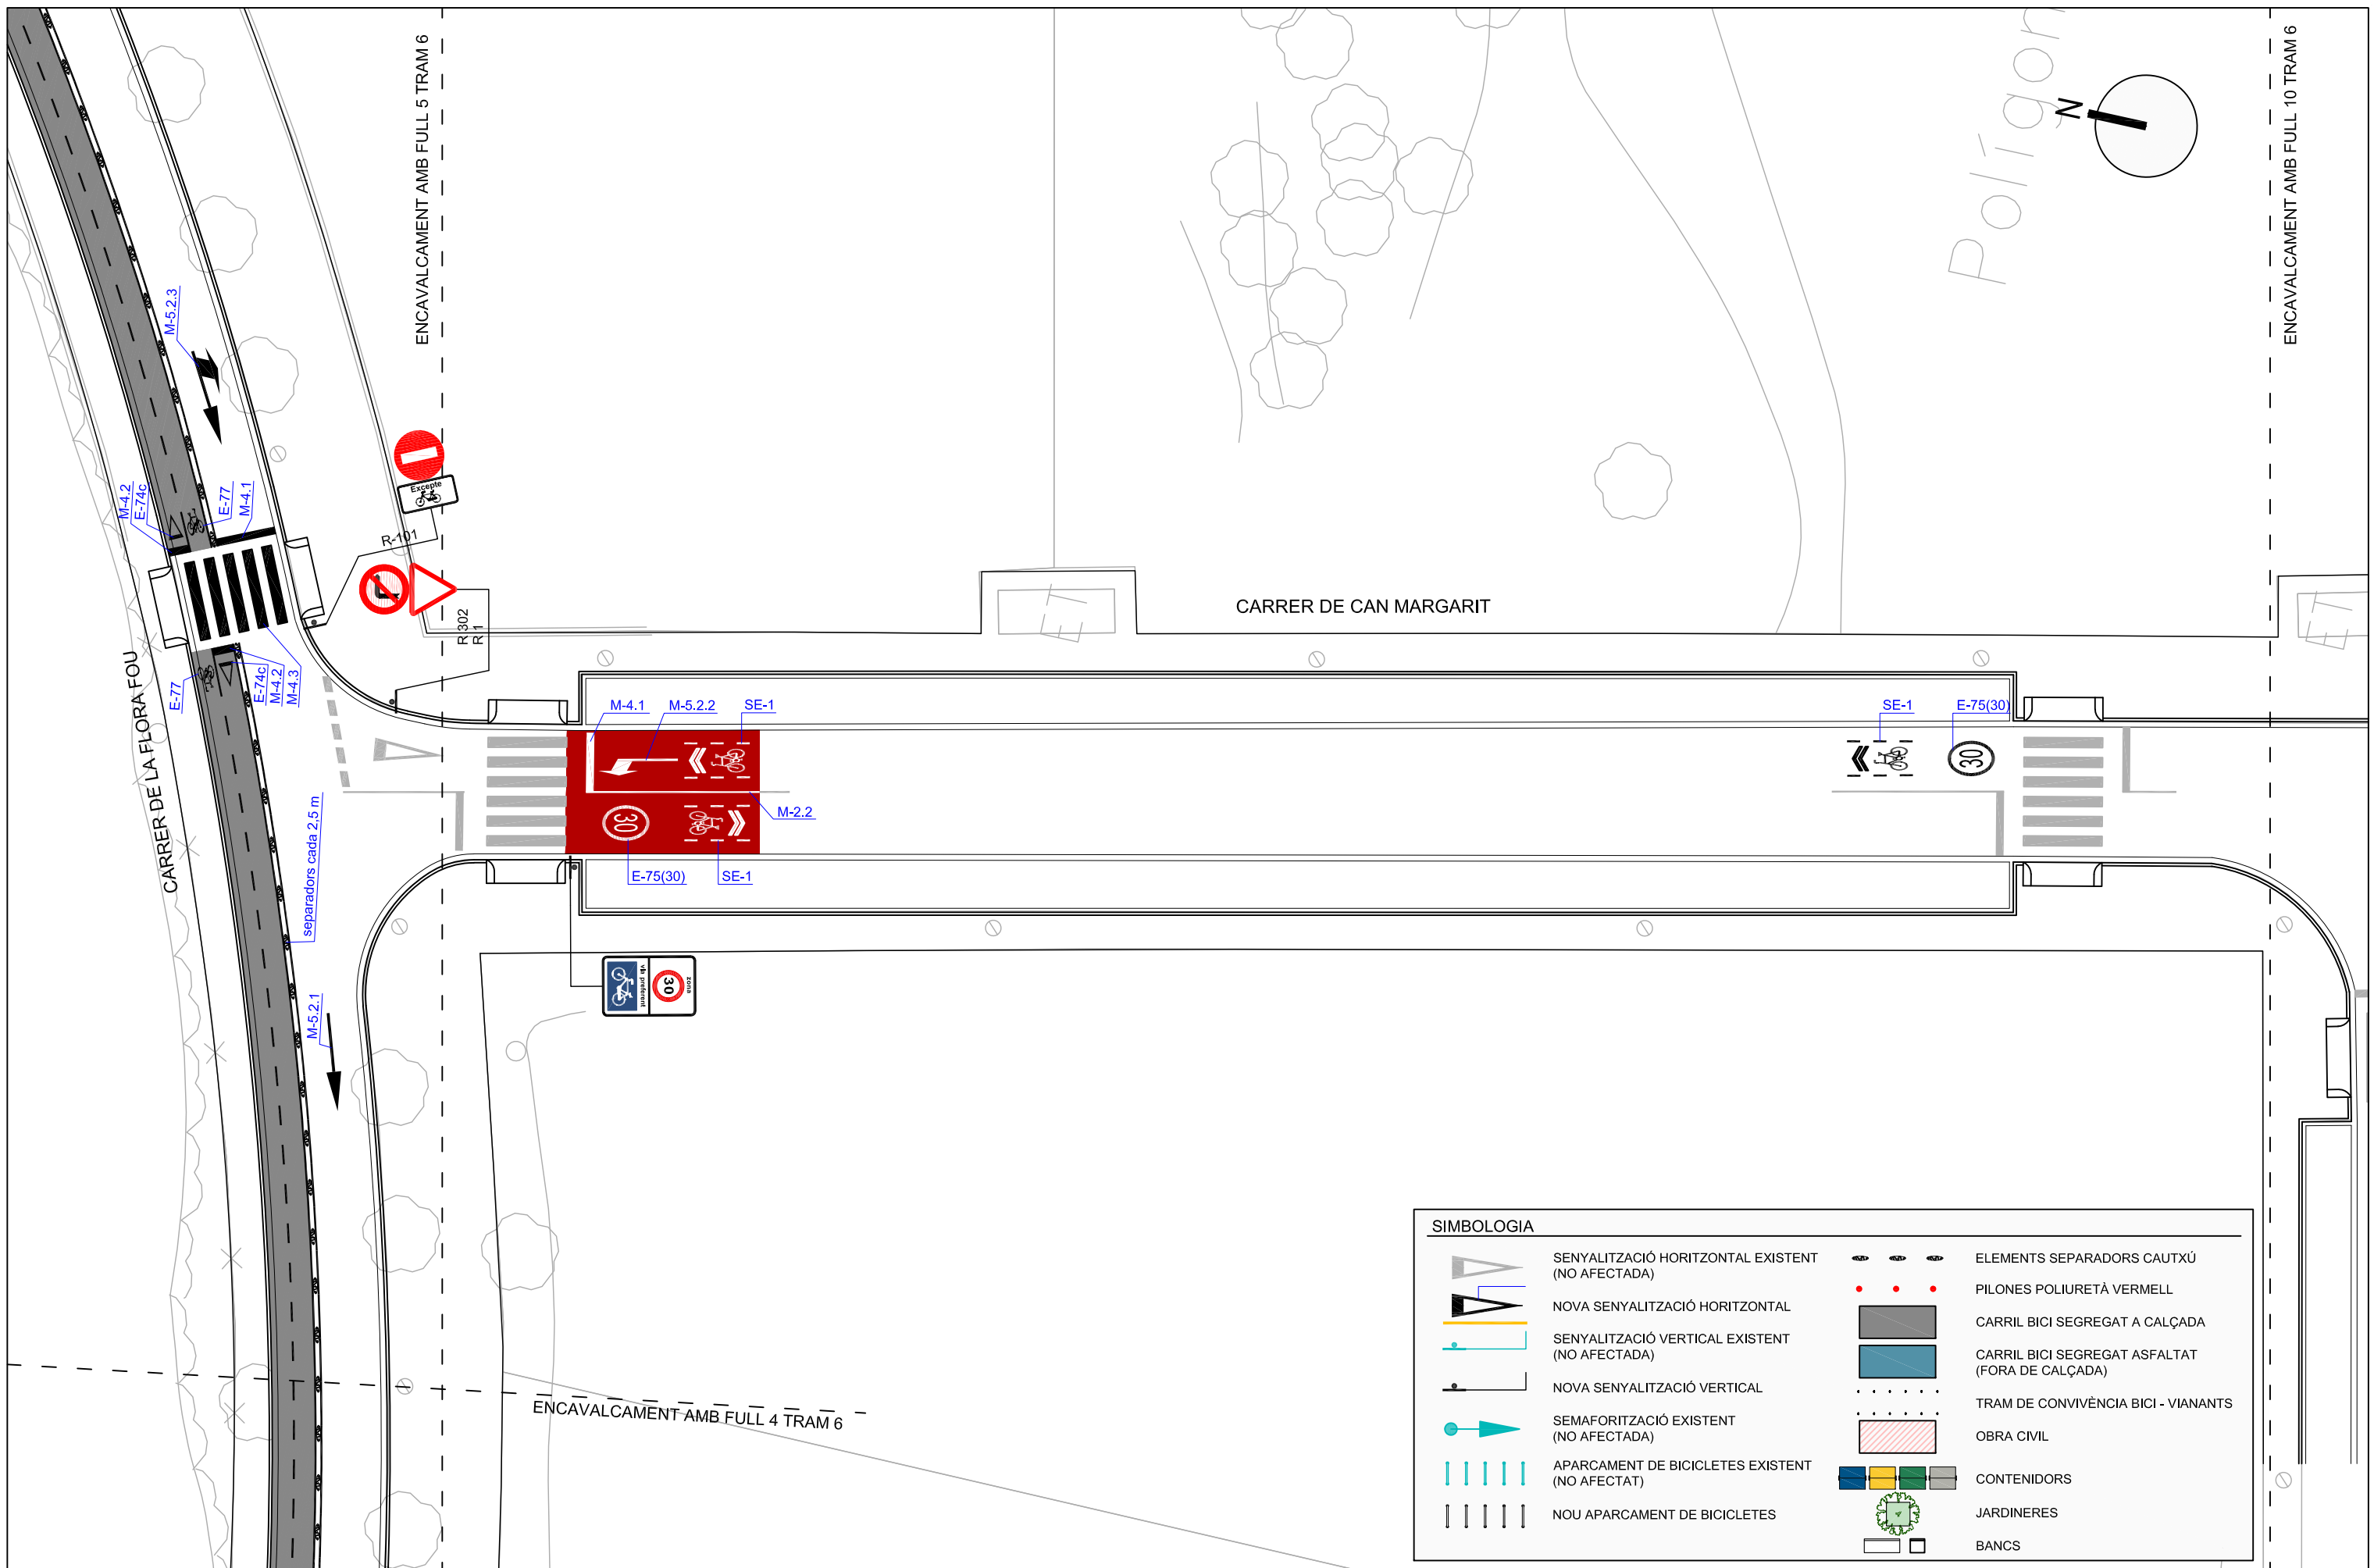 ENCAVALCAMENT AMB FULL 5 TRAM 6
ENCAVALCAMENT AMB FULL 10 TRAM 6
N
Polígon
M-5.2.3
M-4.2
E-74c
E-77
M-4.1
Excepte
R-101
R 302
R 1
CARRER DE CAN MARGARIT
ET
ET
CARRER DE LA FLORA FOU
E-77
E-74c
M-4.2
M-4.3
M-4.1
M-5.2.2
SE-1
SE-1
E-75(30)
30
30
M-2.2
E-75(30)
SE-1
separadors cada 2,5 m
M-5.2.1
zona
30
via preferent
ENCAVALCAMENT AMB FULL 4 TRAM 6
SIMBOLOGIA
SENYALITZACIÓ HORITZONTAL EXISTENT
(NO AFECTADA)
NOVA SENYALITZACIÓ HORITZONTAL
SENYALITZACIÓ VERTICAL EXISTENT
(NO AFECTADA)
NOVA SENYALITZACIÓ VERTICAL
SEMAFORITZACIÓ EXISTENT
(NO AFECTADA)
APARCAMENT DE BICICLETES EXISTENT
(NO AFECTAT)
NOU APARCAMENT DE BICICLETES
ELEMENTS SEPARADORS CAUTXÚ
PILONES POLIURETÀ VERMELL
CARRIL BICI SEGREGAT A CALÇADA
CARRIL BICI SEGREGAT ASFALTAT
(FORA DE CALÇADA)
TRAM DE CONVIVÈNCIA BICI - VIANANTS
OBRA CIVIL
CONTENIDORS
JARDINERES
BANCS